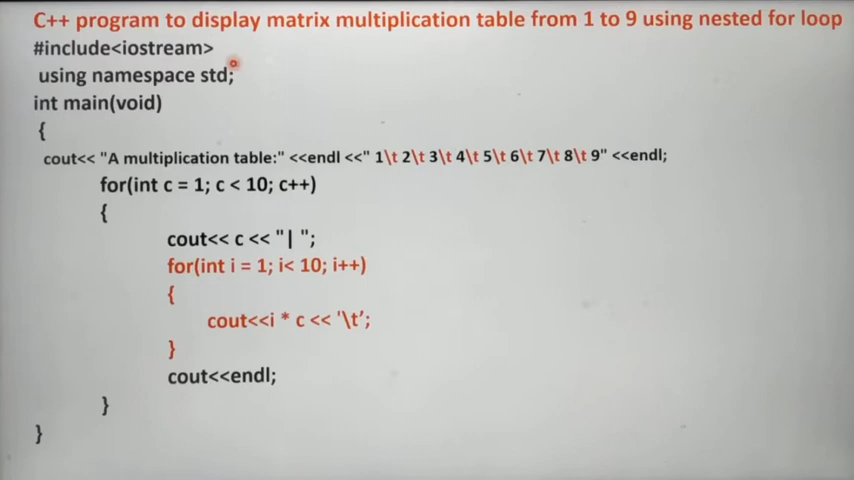 C++ program to display matrix multiplication table from 1 to 9 using nested for loop
#include<iostream>
using namespace std;
int main(void)
{
cout<< "A multiplication table:" <<endl <<" 1\t 2\t 3\t 4\t 5\t 6\t 7\t 8\t 9" <<endl;
for(int c = 1; c < 10; c++)
{
cout<< c << "| ";
for(int i = 1; i< 10; i++)
{
cout<<i * c << '\t';
}
cout<<endl;
}
}